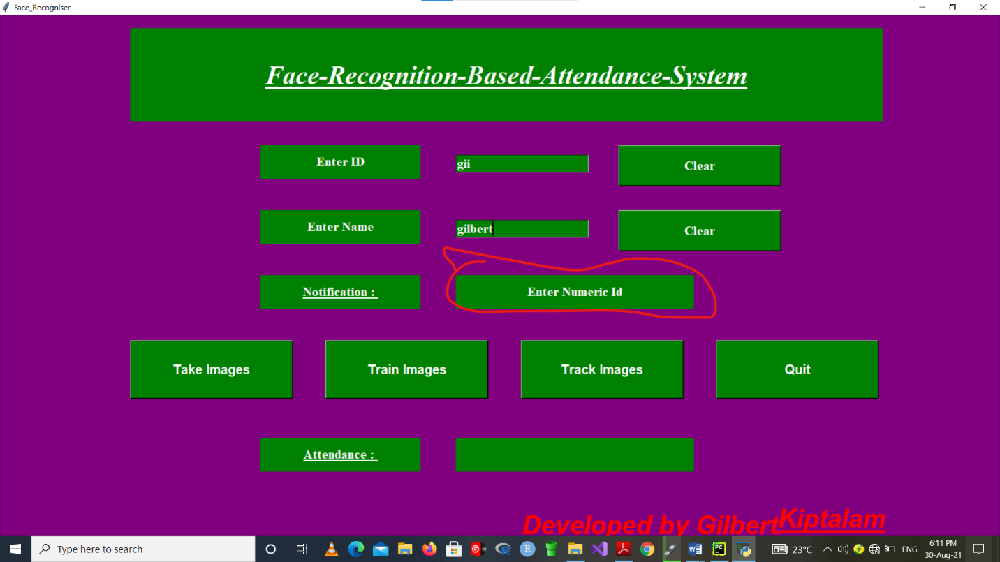 Face_Recogniser
Face-Recognition-Based-Attendance-System
Enter ID
gii
Clear
Enter Name
gilbert
Clear
Notification :
Enter Numeric Id
Take Images
Train Images
Track Images
Quit
Attendance :
Developed by Gilbert Kiptalam
Type here to search
23°C
ENG
6:11 PM
30-Aug-21